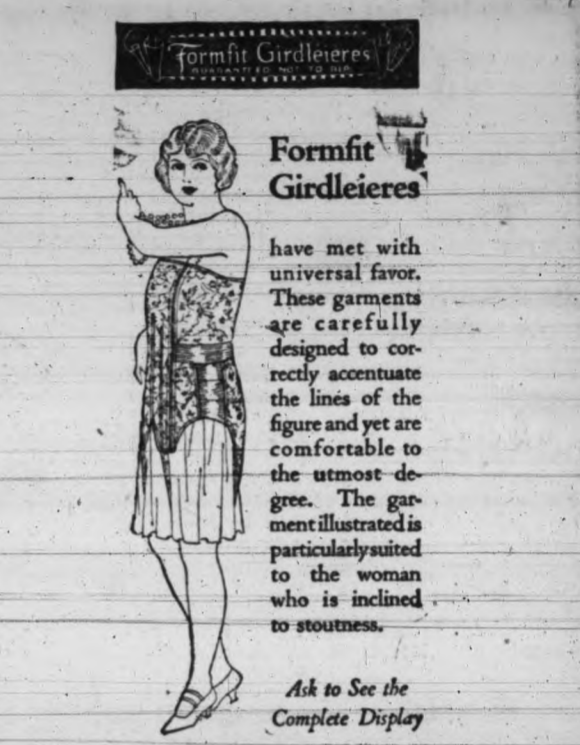 Formfit Girdleieres
GUARANTEED NOT TO RIP
Formfit
Girdleieres
have met with
universal favor.
These garments
are carefully
designed to cor-
rectly accentuate
the lines of the
figure and yet are
comfortable to
the utmost de-
gree. The gar-
ment illustrated is
particularly suited
to the woman
who is inclined
to stoutness.
Ask to See the
Complete Display